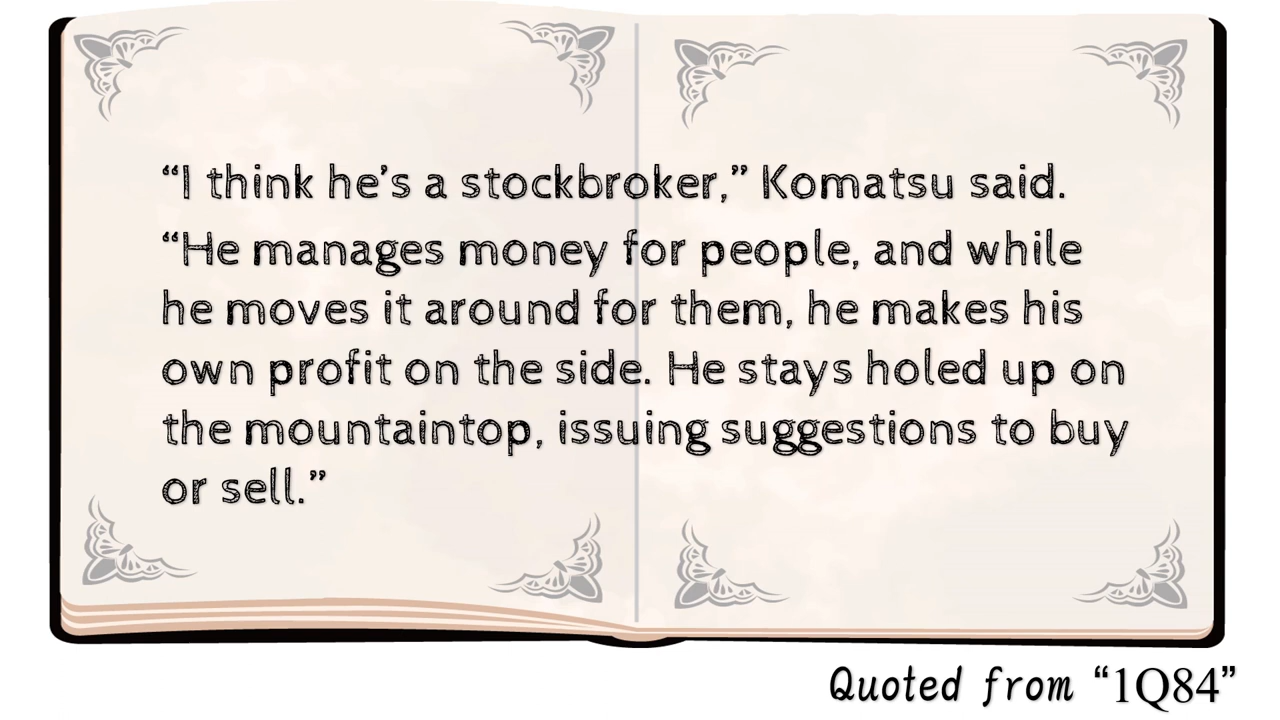 “I think he’s a stockbroker,” Komatsu said.
“He manages money for people, and while
he moves it around for them, he makes his
own profit on the side. He stays holed up on
the mountaintop, issuing suggestions to buy
or sell.”
Quoted from “1Q84”